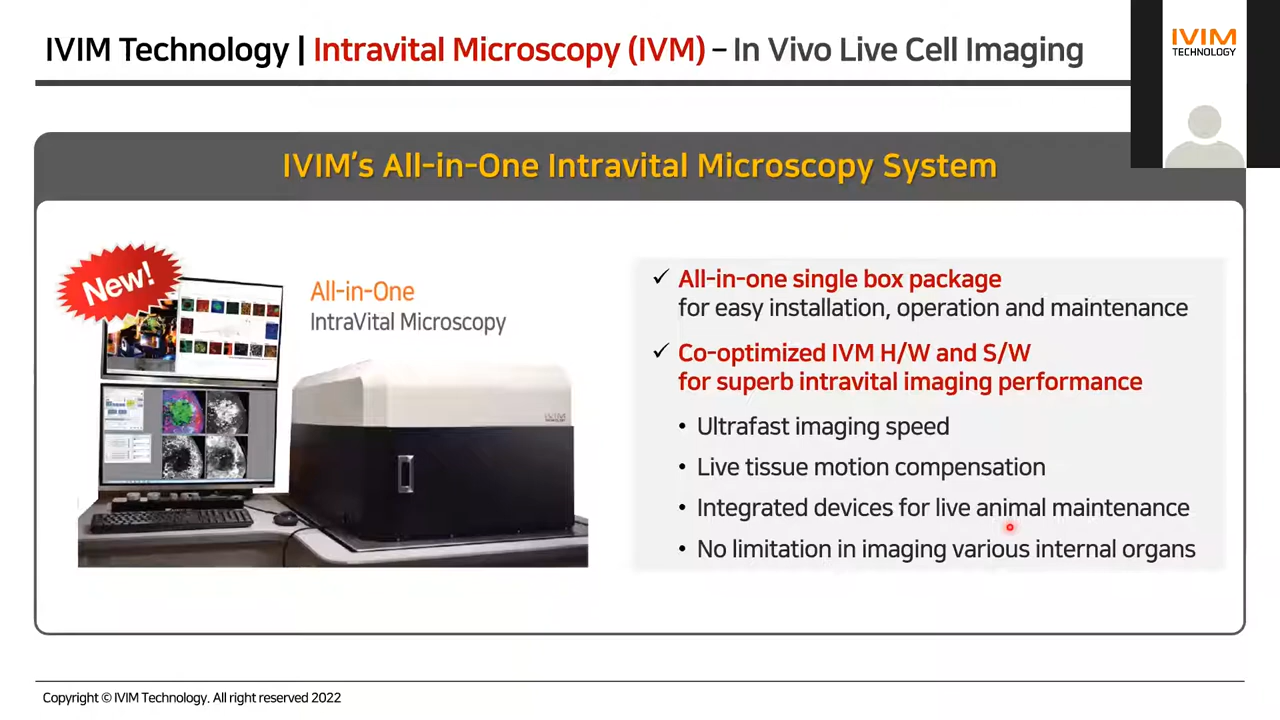 IVIM Technology | Intravital Microscopy (IVM) – In Vivo Live Cell Imaging
IVIM
TECHNOLOGY
IVIM's All-in-One Intravital Microscopy System
New!
All-in-One
IntraVital Microscopy
IVIM
TECHNOLOGY
✓ All-in-one single box package
for easy installation, operation and maintenance
✓ Co-optimized IVM H/W and S/W
for superb intravital imaging performance
• Ultrafast imaging speed
• Live tissue motion compensation
• Integrated devices for live animal maintenance
• No limitation in imaging various internal organs
Copyright © IVIM Technology. All right reserved 2022